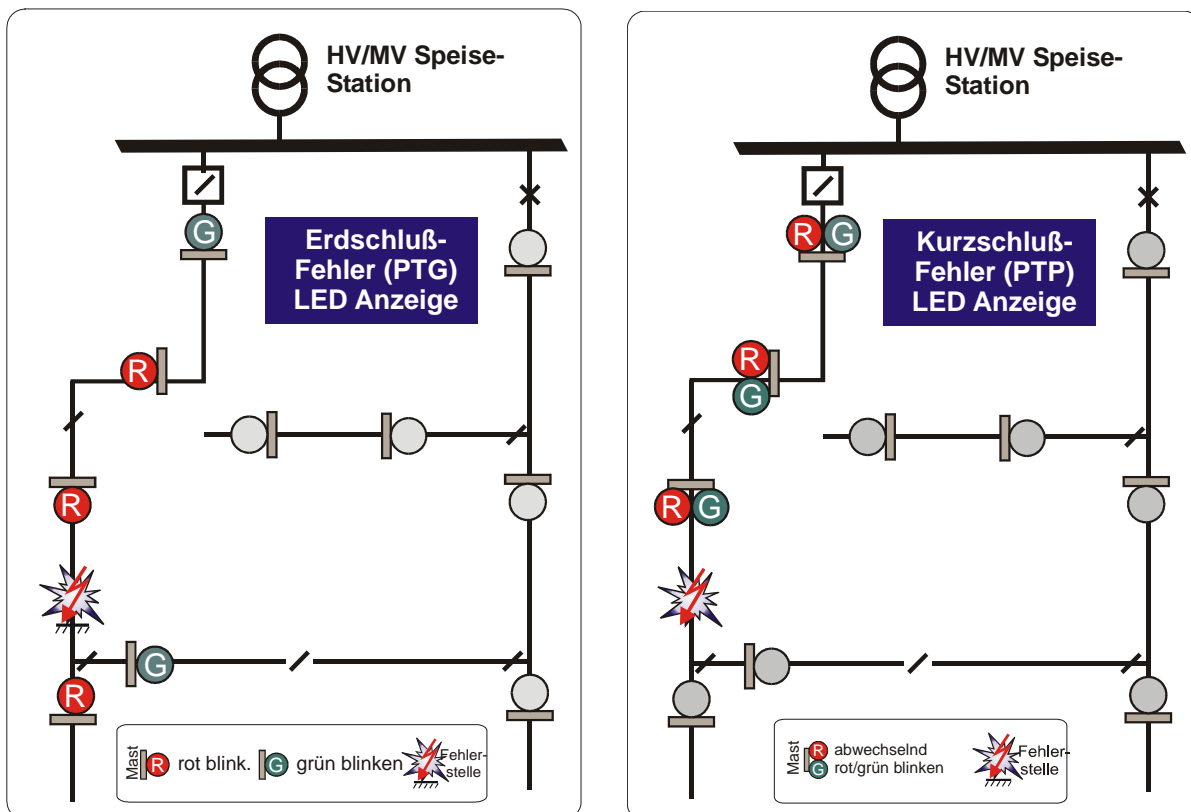 HV/MV Speise-
Station
G
Erdschluß-
Fehler (PTG)
LED Anzeige
R
R
G
R
Mast
R
rot blink.
G
grün blinken
Fehler-
stelle
HV/MV Speise-
Station
R G
Kurzschluß-
Fehler (PTP)
LED Anzeige
R
G
R G
Mast
R
G
abwechselnd
rot/grün blinken
Fehler-
stelle